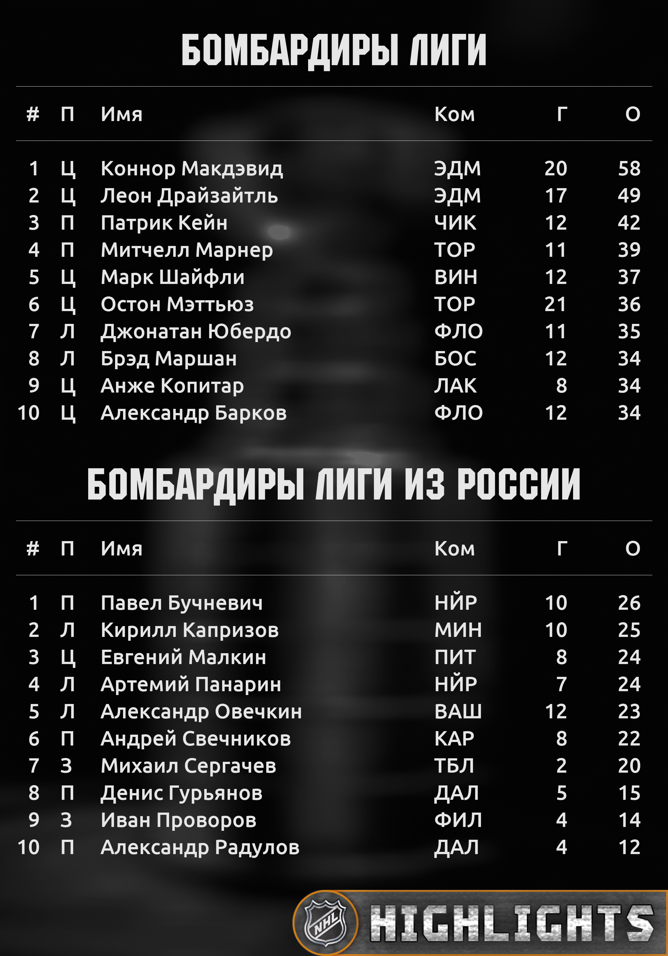 БОМБАРДИРЫ ЛИГИ
# П Имя Ком Г О
1 Ц Коннор Макдэвид ЭДМ 20 58
2 Ц Леон Драйзайтль ЭДМ 17 49
3 П Патрик Кейн ЧИК 12 42
4 П Митчелл Марнер ТОР 11 39
5 Ц Марк Шайфли ВИН 12 37
6 Ц Остон Мэттьюз ТОР 21 36
7 Л Джонатан Юбердо ФЛО 11 35
8 Л Брэд Маршан БОС 12 34
9 Ц Анже Копитар ЛАК 8 34
10 Ц Александр Барков ФЛО 12 34
БОМБАРДИРЫ ЛИГИ ИЗ РОССИИ
# П Имя Ком Г О
1 П Павел Бучневич НЙР 10 26
2 Л Кирилл Капризов МИН 10 25
3 Ц Евгений Малкин ПИТ 8 24
4 Л Артемий Панарин НЙР 7 24
5 Л Александр Овечкин ВАШ 12 23
6 П Андрей Свечников КАР 8 22
7 З Михаил Сергачев ТБЛ 2 20
8 П Денис Гурьянов ДАЛ 5 15
9 З Иван Проворов ФИЛ 4 14
10 П Александр Радулов ДАЛ 4 12
NHL HIGHLIGHTS